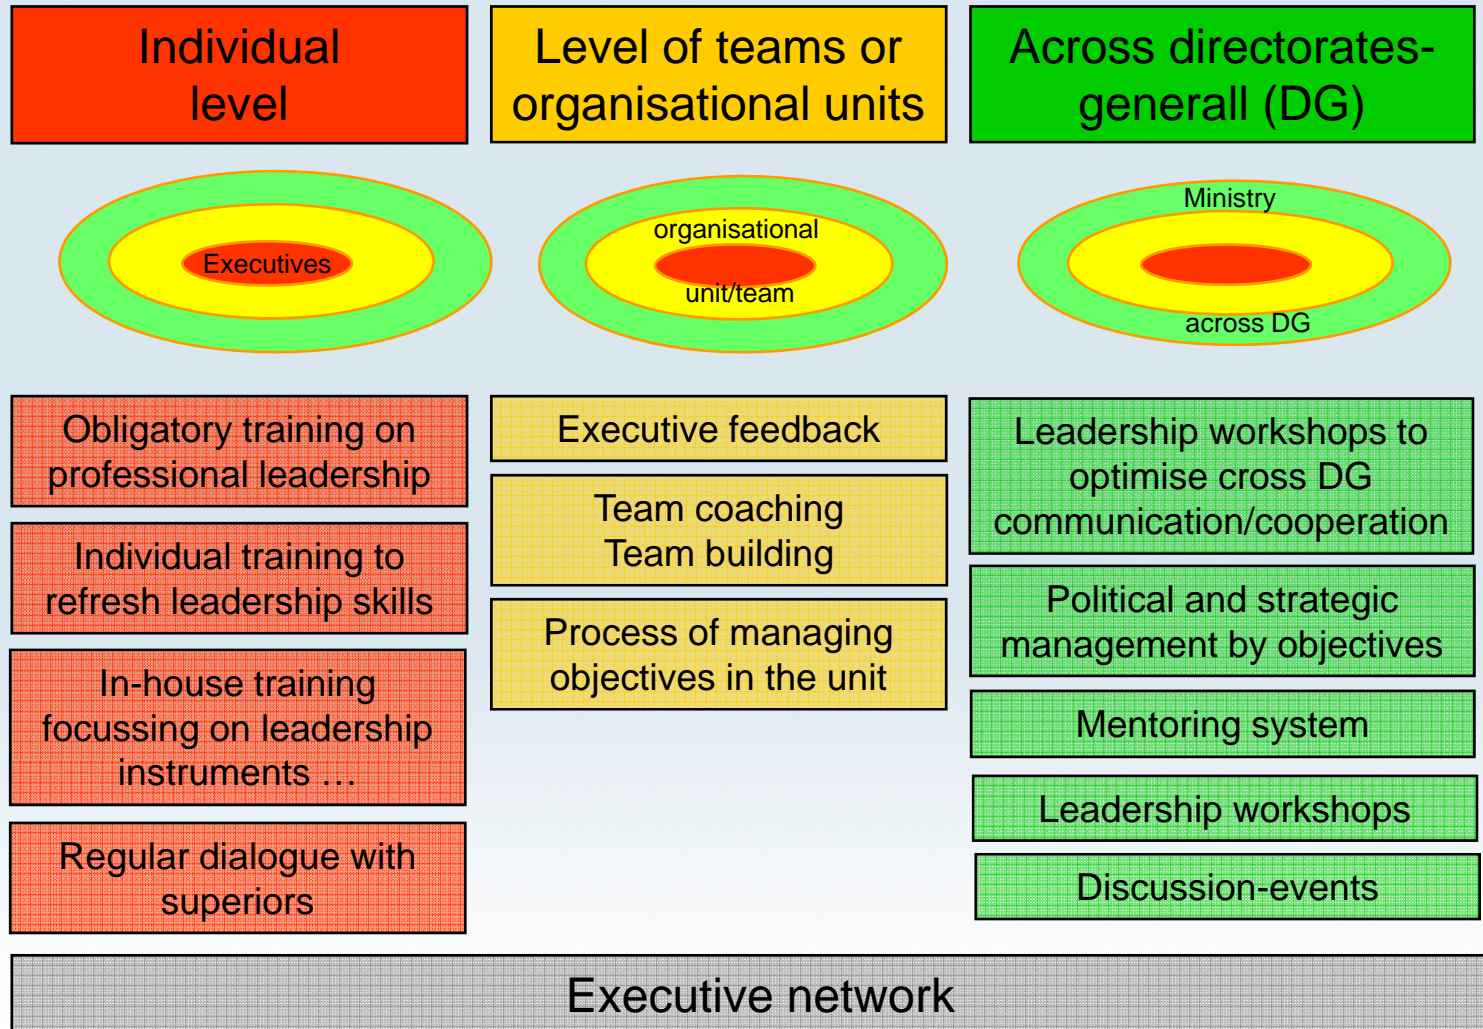 Individual
level
Level of teams or
organisational units
Across directorates-
generall (DG)
Executives
organisational
unit/team
Ministry
across DG
Obligatory training on
professional leadership
Individual training to
refresh leadership skills
In-house training
focussing on leadership
instruments …
Regular dialogue with
superiors
Executive feedback
Team coaching
Team building
Process of managing
objectives in the unit
Leadership workshops to
optimise cross DG
communication/cooperation
Political and strategic
management by objectives
Mentoring system
Leadership workshops
Discussion-events
Executive network